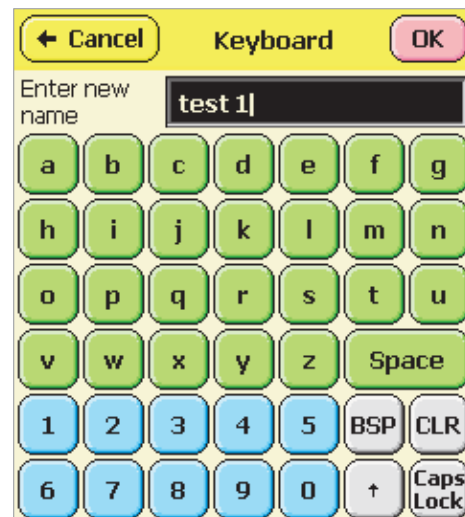 ← Cancel Keyboard OK
Enter new
name
test 1
a b c d e f g
h i j k l m n
o p q r s t u
v w x y z Space
1 2 3 4 5 BSP CLR
6 7 8 9 0 ↑ Caps
Lock